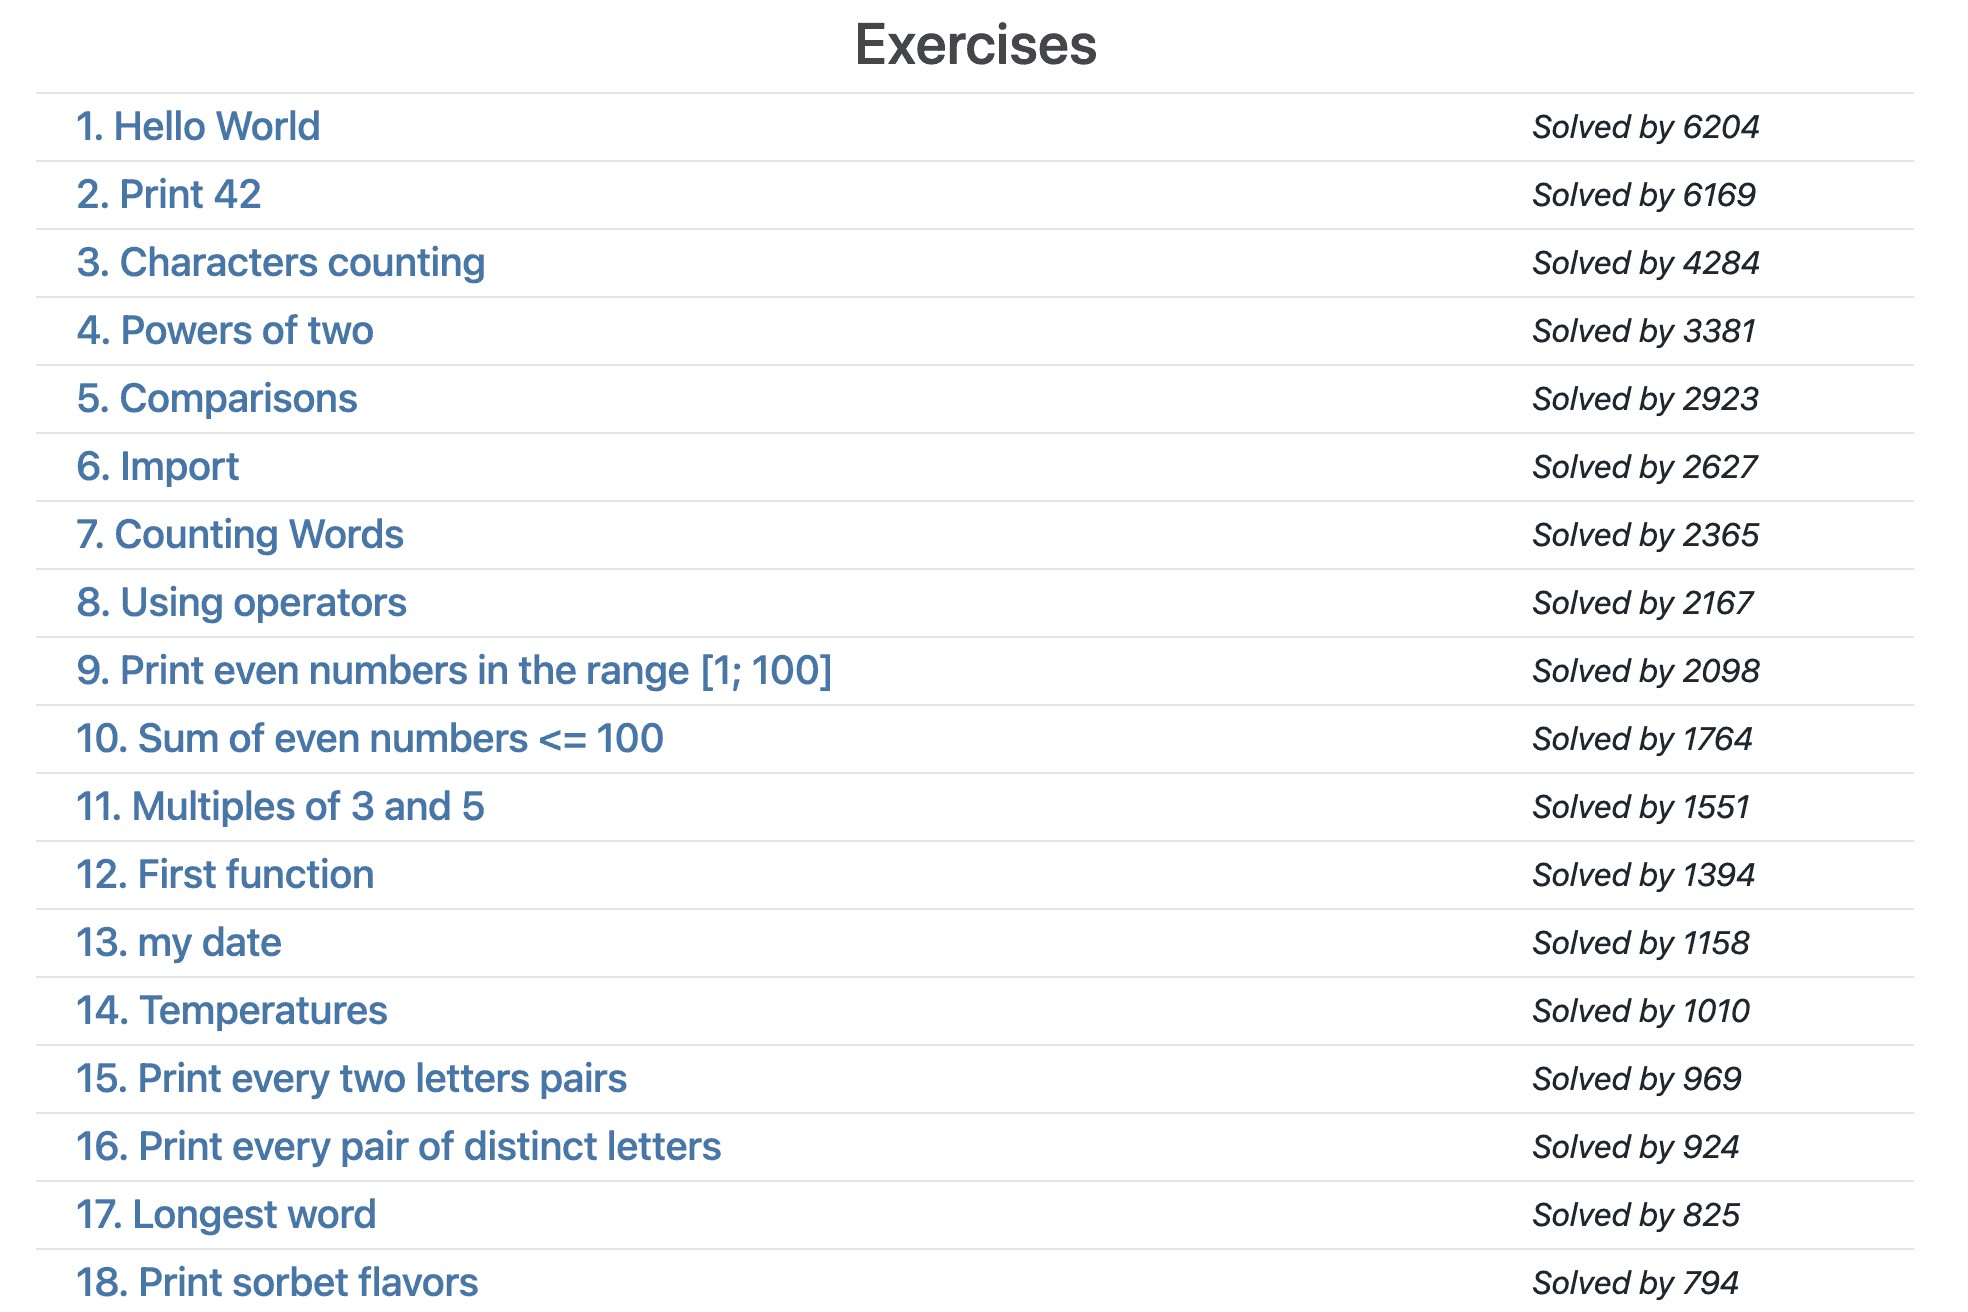 Exercises
1. Hello World Solved by 6204
2. Print 42 Solved by 6169
3. Characters counting Solved by 4284
4. Powers of two Solved by 3381
5. Comparisons Solved by 2923
6. Import Solved by 2627
7. Counting Words Solved by 2365
8. Using operators Solved by 2167
9. Print even numbers in the range [1; 100] Solved by 2098
10. Sum of even numbers <= 100 Solved by 1764
11. Multiples of 3 and 5 Solved by 1551
12. First function Solved by 1394
13. my date Solved by 1158
14. Temperatures Solved by 1010
15. Print every two letters pairs Solved by 969
16. Print every pair of distinct letters Solved by 924
17. Longest word Solved by 825
18. Print sorbet flavors Solved by 794